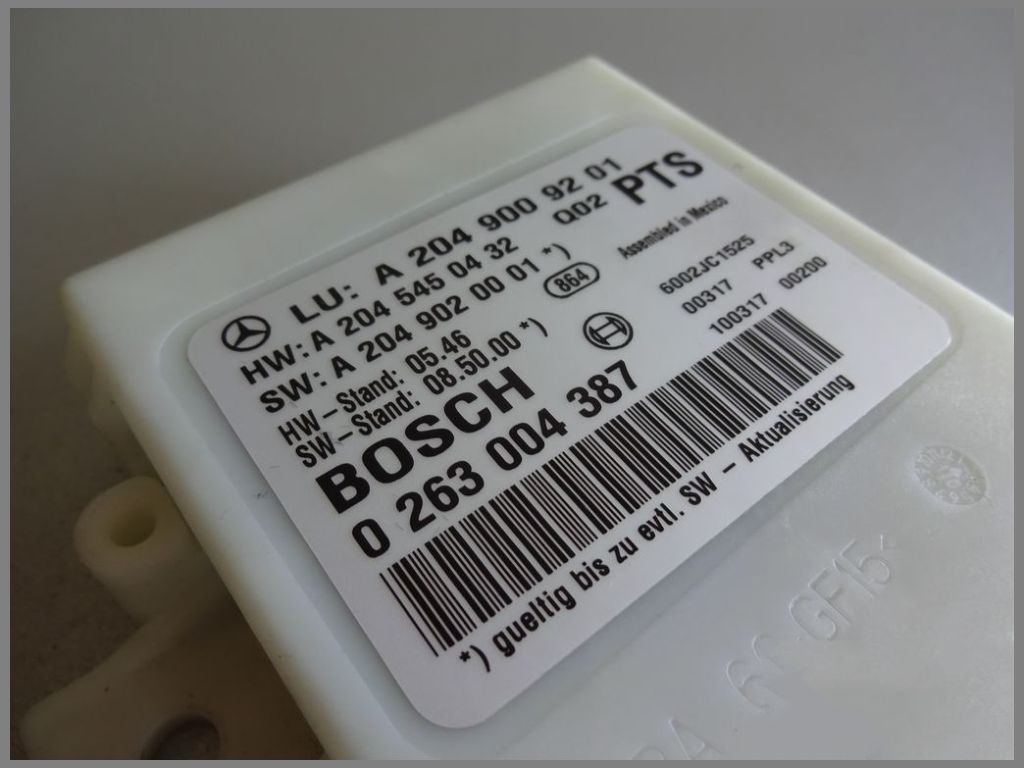 LU: A 204 900 92 01
HW: A 204 545 04 32 Q02 PTS
SW: A 204 902 00 01 *)
HW – Stand: 05.46 864 Assembled in Mexico
SW – Stand: 08.50.00 *)
BOSCH 6002JC1525
0 263 004 387 00317 PPL3
100317 00200
*) gueltig bis zu evtl. SW – Aktualisierung
GF15<